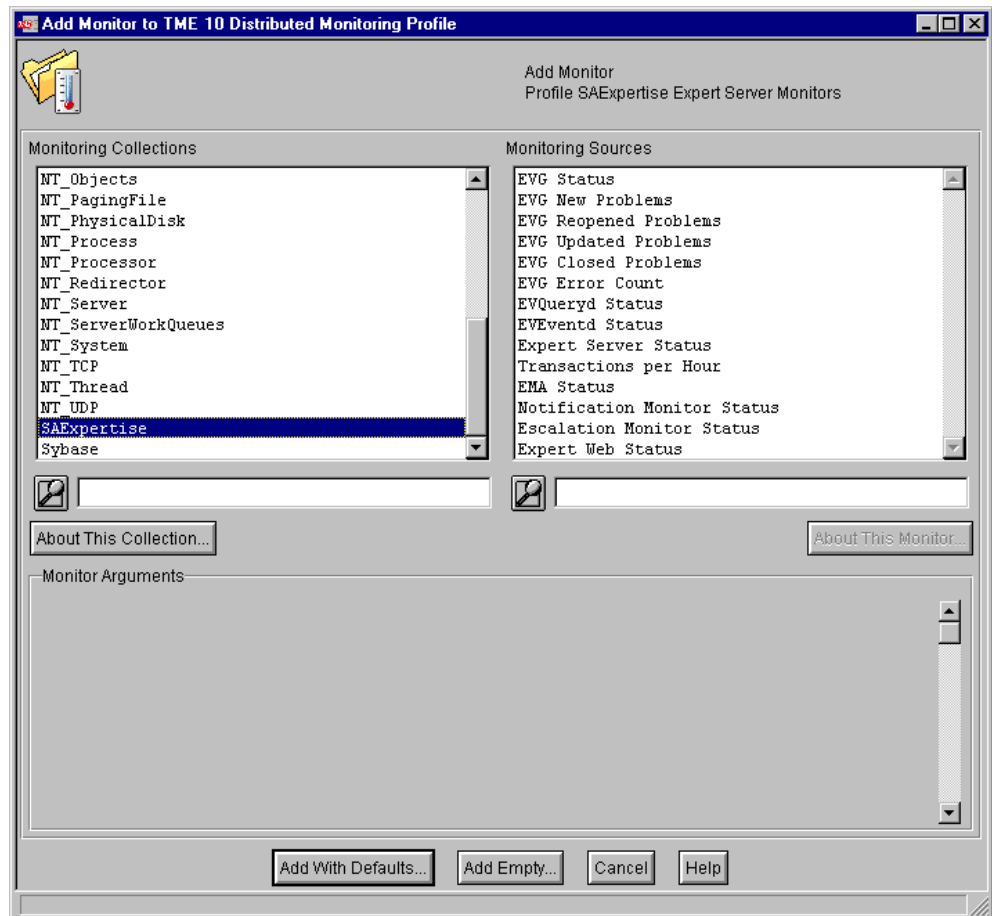 Add Monitor to TME 10 Distributed Monitoring Profile
Add Monitor
Profile SAExpertise Expert Server Monitors
Monitoring Collections
NT_Objects
NT_PagingFile
NT_PhysicalDisk
NT_Process
NT_Processor
NT_Redirector
NT_Server
NT_ServerWorkQueues
NT_System
NT_TCP
NT_Thread
NT_UDP
SAExpertise
Sybase
Monitoring Sources
EVG Status
EVG New Problems
EVG Reopened Problems
EVG Updated Problems
EVG Closed Problems
EVG Error Count
EVQueryd Status
EVEventd Status
Expert Server Status
Transactions per Hour
EMA Status
Notification Monitor Status
Escalation Monitor Status
Expert Web Status
About This Collection...
About This Monitor...
Monitor Arguments
Add With Defaults...
Add Empty...
Cancel
Help